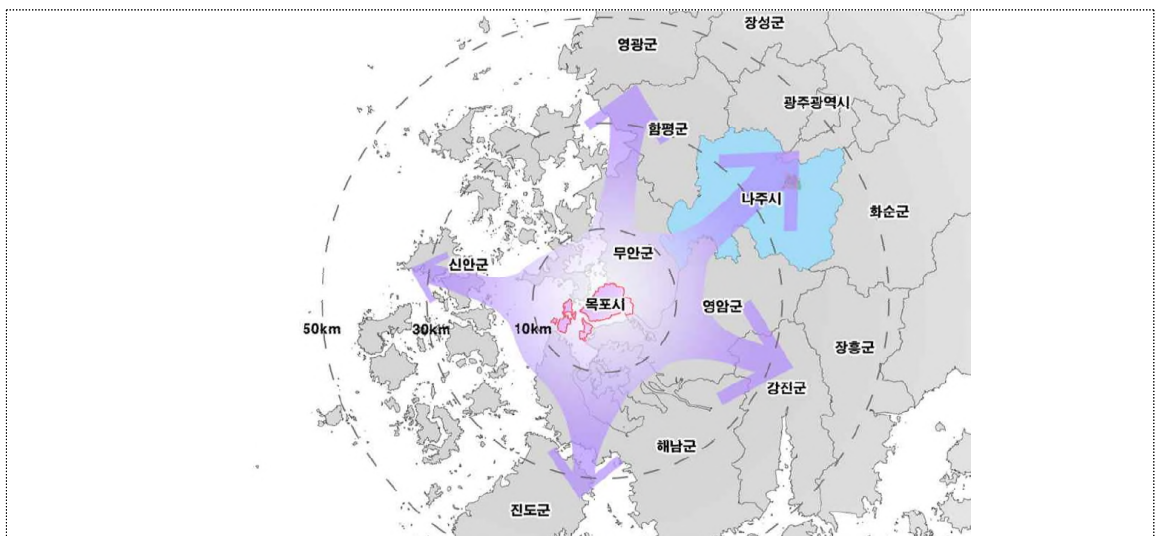 장성군
영광군
광주광역시
함평군
나주시
화순군
무안군
신안군
목포시
영암군
50km
30km
10km
장흥군
강진군
해남군
진도군